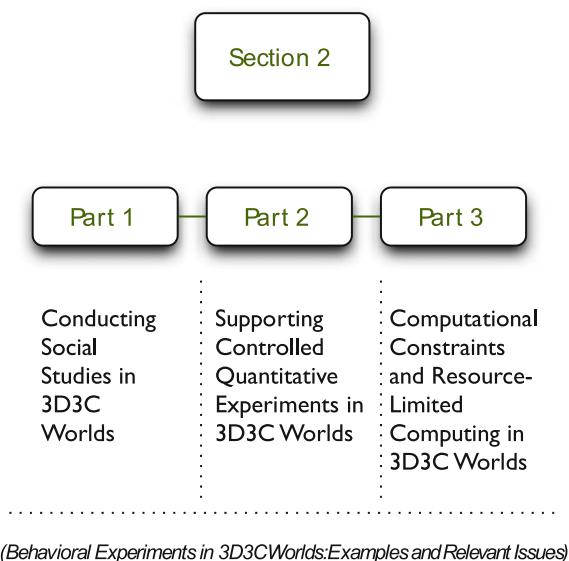 Section 2
Part 1
Part 2
Part 3
Conducting
Social
Studies in
3D3C
Worlds
Supporting
Controlled
Quantitative
Experiments in
3D3C Worlds
Computational
Constraints
and Resource-
Limited
Computing in
3D3C Worlds
(Behavioral Experiments in 3D3CWorlds:Examples and Relevant Issues)